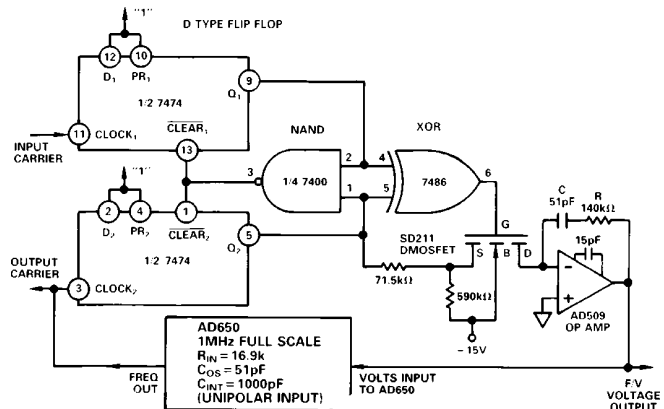 "1"
D TYPE FLIP FLOP
12
10
D1
PR1
9
Q1
1/2 7474
11
CLOCK1
CLEAR1
INPUT CARRIER
13
NAND
XOR
"1"
3
2
1
1/4 7400
4
5
7486
6
2
4
1
D2
PR2
CLEAR2
5
Q2
1/2 7474
OUTPUT CARRIER
3
CLOCK2
SD211
DMOSFET
G
S
B
D
71.5kΩ
590kΩ
-15V
C
51pF
R
140kΩ
15pF
−
+
AD509
OP AMP
AD650
1MHz FULL SCALE
RIN = 16.9k
COS = 51pF
CINT = 1000pF
(UNIPOLAR INPUT)
FREQ
OUT
VOLTS INPUT
TO AD650
F/V
VOLTAGE
OUTPUT